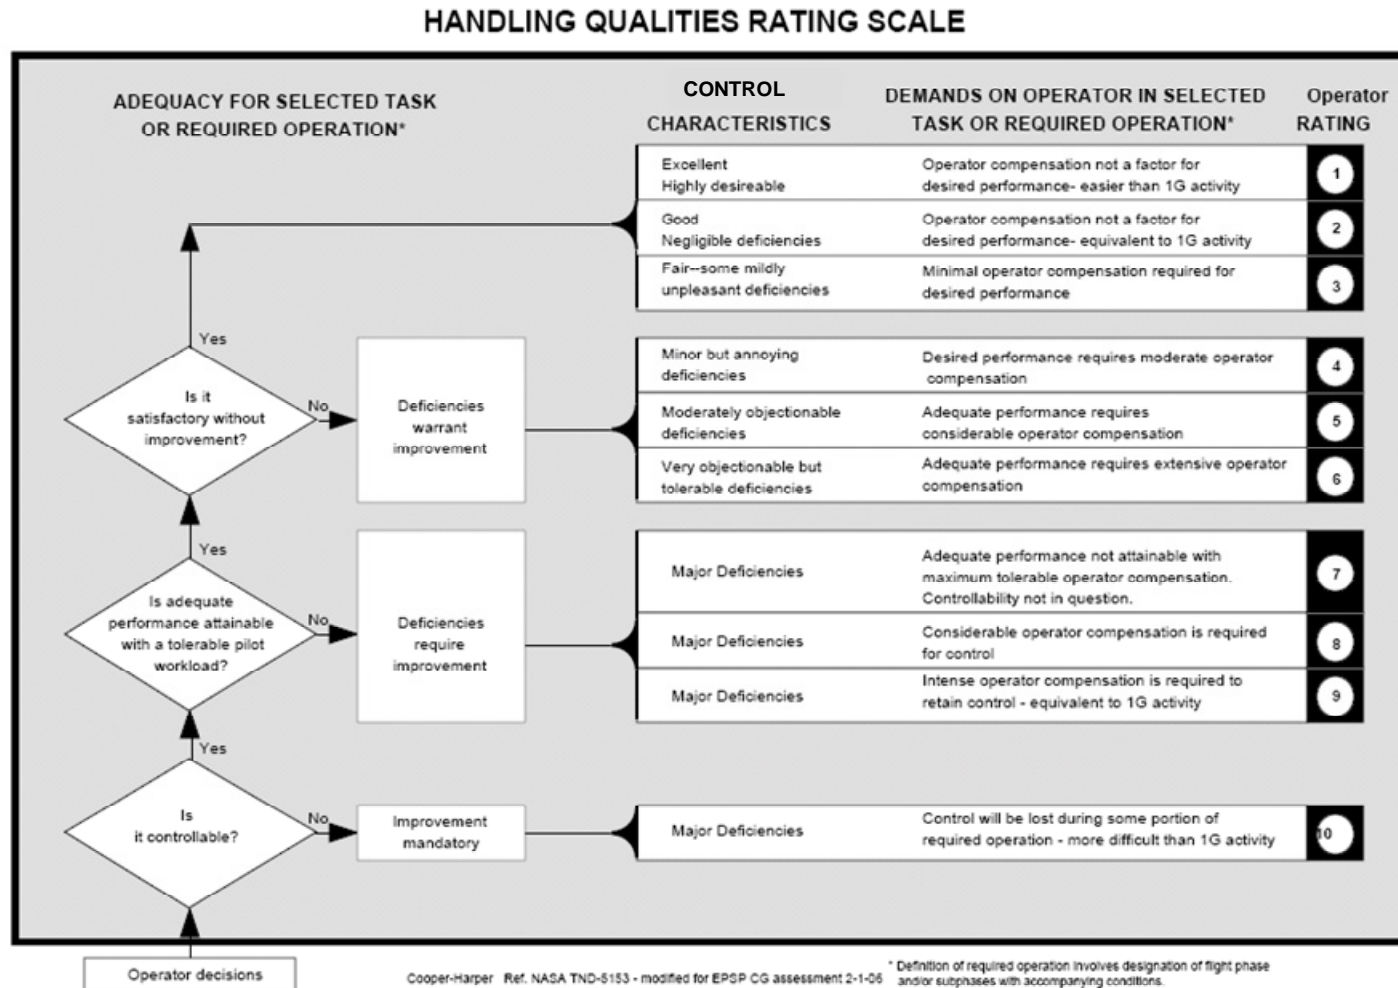 HANDLING QUALITIES RATING SCALE
ADEQUACY FOR SELECTED TASK
OR REQUIRED OPERATION*
CONTROL
CHARACTERISTICS
DEMANDS ON OPERATOR IN SELECTED
TASK OR REQUIRED OPERATION*
Operator
RATING
Excellent
Highly desireable
Operator compensation not a factor for
desired performance- easier than 1G activity
1
Good
Negligible deficiencies
Operator compensation not a factor for
desired performance- equivalent to 1G activity
2
Fair--some mildly
unpleasant deficiencies
Minimal operator compensation required for
desired performance
3
Yes
Is it
satisfactory without
improvement?
No
Deficiencies
warrant
improvement
Minor but annoying
deficiencies
Desired performance requires moderate operator
compensation
4
Moderately objectionable
deficiencies
Adequate performance requires
considerable operator compensation
5
Very objectionable but
tolerable deficiencies
Adequate performance requires extensive operator
compensation
6
Yes
Is adequate
performance attainable
with a tolerable pilot
workload?
No
Deficiencies
require
improvement
Major Deficiencies
Adequate performance not attainable with
maximum tolerable operator compensation.
Controllability not in question.
7
Major Deficiencies
Considerable operator compensation is required
for control
8
Major Deficiencies
Intense operator compensation is required to
retain control - equivalent to 1G activity
9
Yes
Is
it controllable?
No
Improvement
mandatory
Major Deficiencies
Control will be lost during some portion of
required operation - more difficult than 1G activity
10
Operator decisions
Cooper-Harper Ref. NASA TND-5153 - modified for EPSP CG assessment 2-1-06
* Definition of required operation involves designation of flight phase
and/or subphases with accompanying conditions.